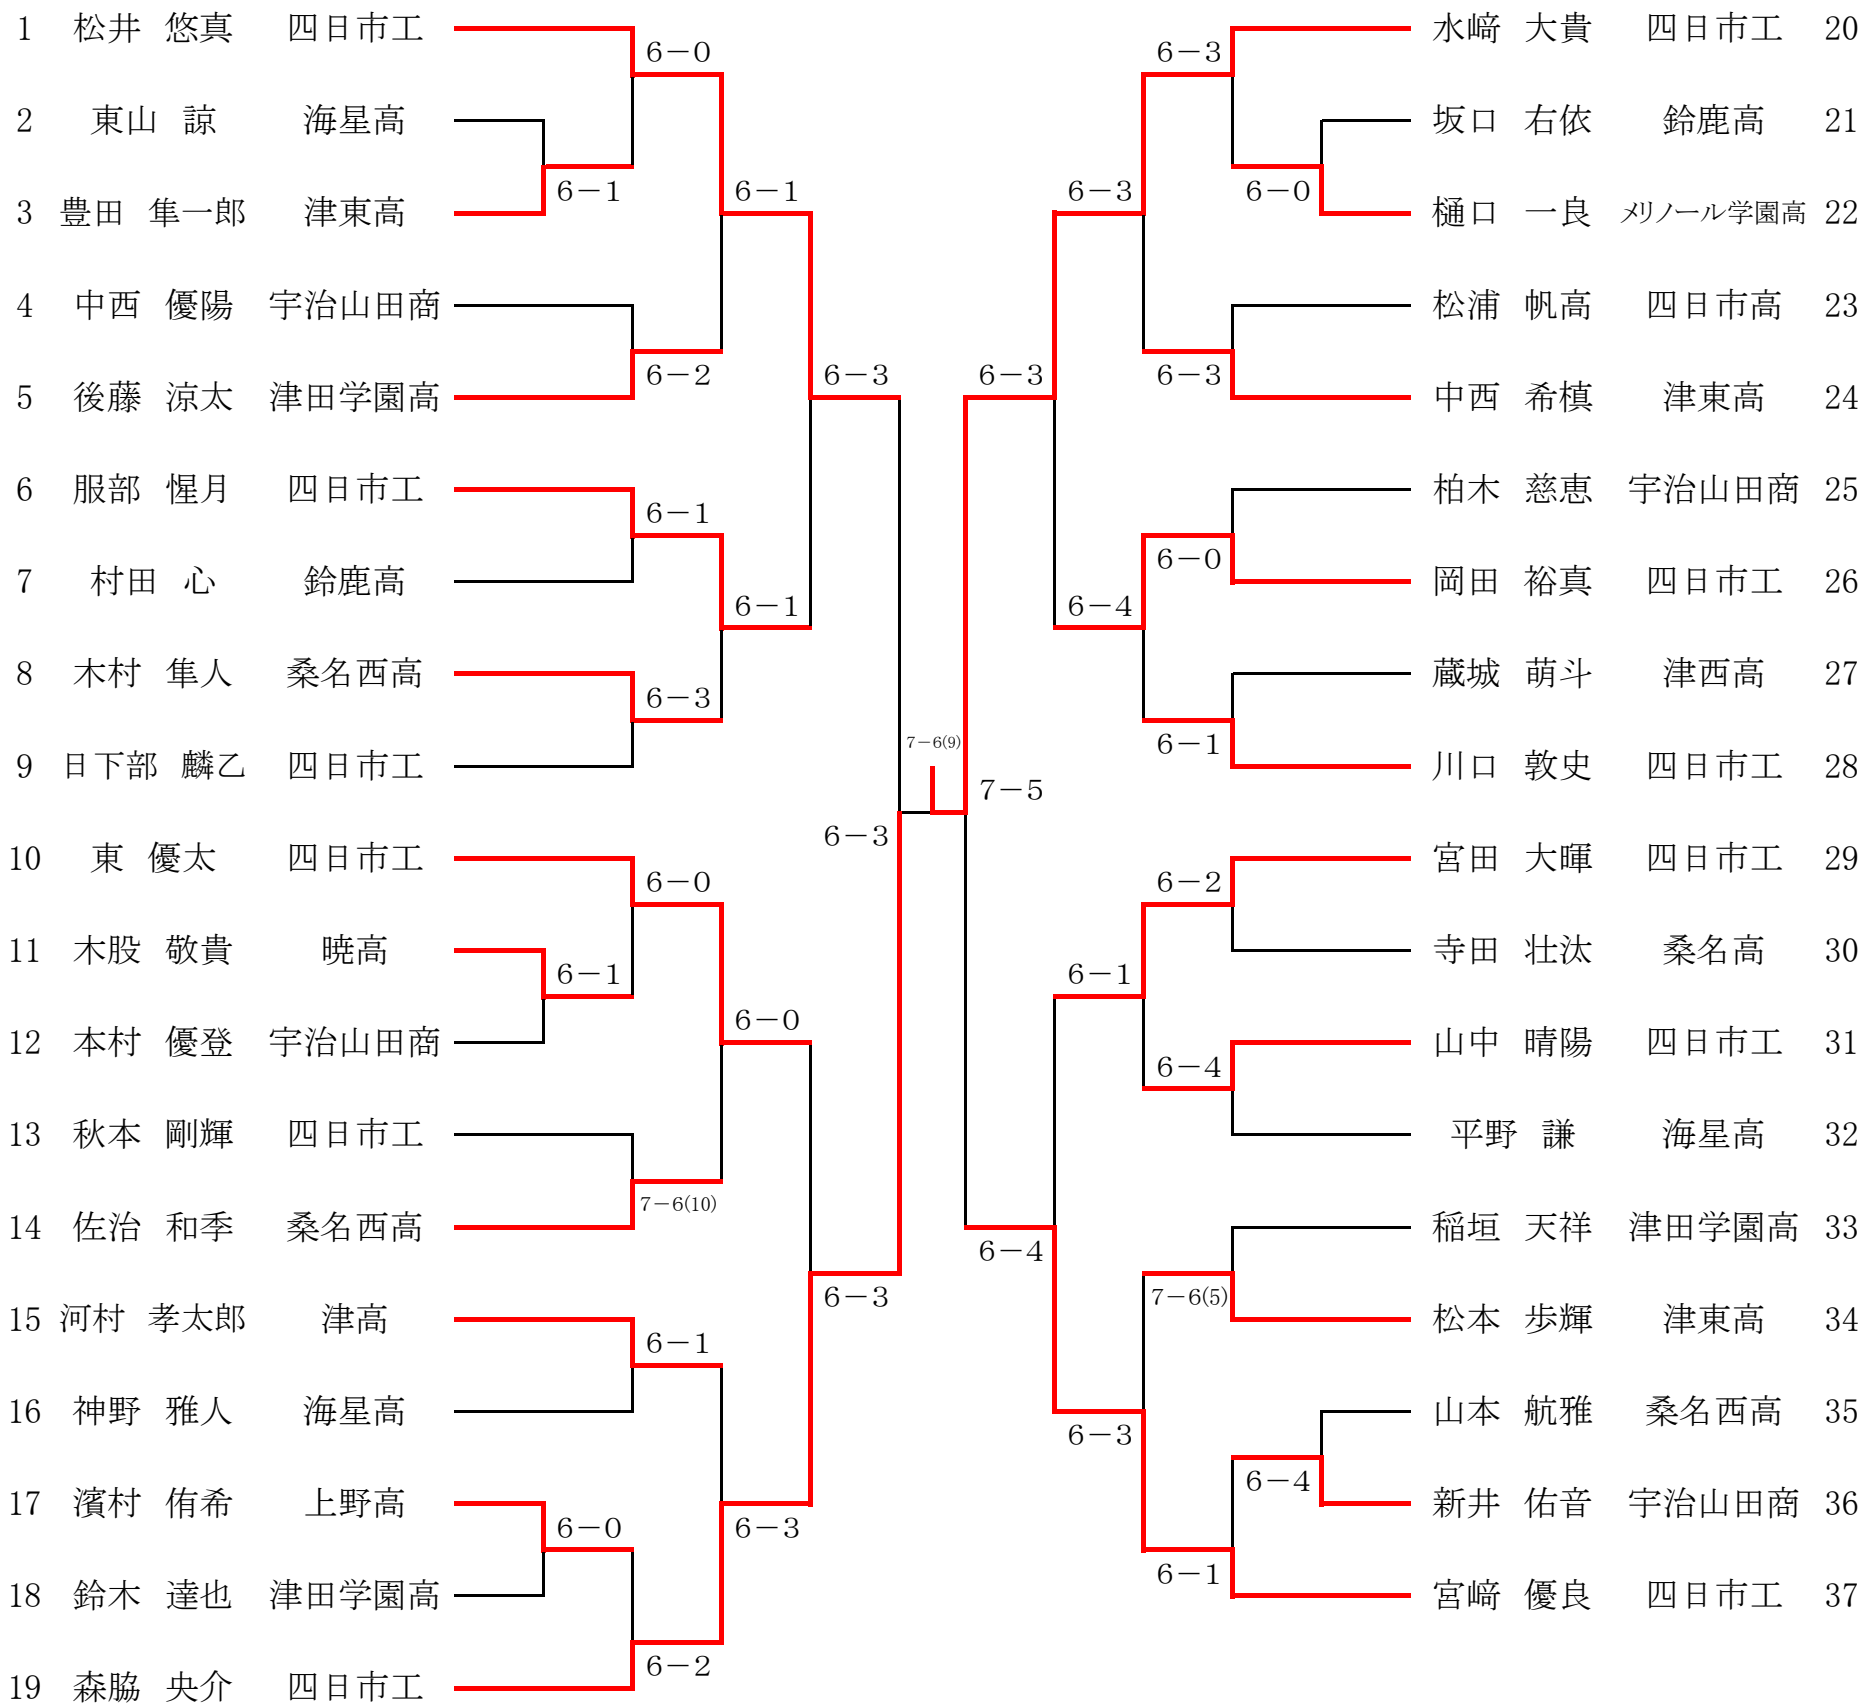 1 松井 悠真 四日市工
2 東山 諒 海星高
3 豊田 隼一郎 津東高
4 中西 優陽 宇治山田商
5 後藤 涼太 津田学園高
6 服部 惺月 四日市工
7 村田 心 鈴鹿高
8 木村 隼人 桑名西高
9 日下部 麟乙 四日市工
10 東 優太 四日市工
11 木股 敬貴 暁高
12 本村 優登 宇治山田商
13 秋本 剛輝 四日市工
14 佐治 和季 桑名西高
15 河村 孝太郎 津高
16 神野 雅人 海星高
17 濱村 侑希 上野高
18 鈴木 達也 津田学園高
19 森脇 央介 四日市工
6－1
6－1
6－0
6－0
6－2
6－1
6－3
6－0
7－6(10)
6－1
6－2
6－1
6－1
6－0
6－3
6－3
6－3
6－3
7－6(9)
7－5
6－3
6－4
6－3
6－4
6－1
6－3
6－3
6－3
6－0
6－1
6－2
6－4
7－6(5)
6－1
6－0
6－4
水﨑 大貴 四日市工 20
坂口 右依 鈴鹿高 21
樋口 一良 メリノール学園高 22
松浦 帆高 四日市高 23
中西 希槙 津東高 24
柏木 慈恵 宇治山田商 25
岡田 裕真 四日市工 26
蔵城 萌斗 津西高 27
川口 敦史 四日市工 28
宮田 大暉 四日市工 29
寺田 壮汰 桑名高 30
山中 晴陽 四日市工 31
平野 謙 海星高 32
稲垣 天祥 津田学園高 33
松本 歩輝 津東高 34
山本 航雅 桑名西高 35
新井 佑音 宇治山田商 36
宮﨑 優良 四日市工 37